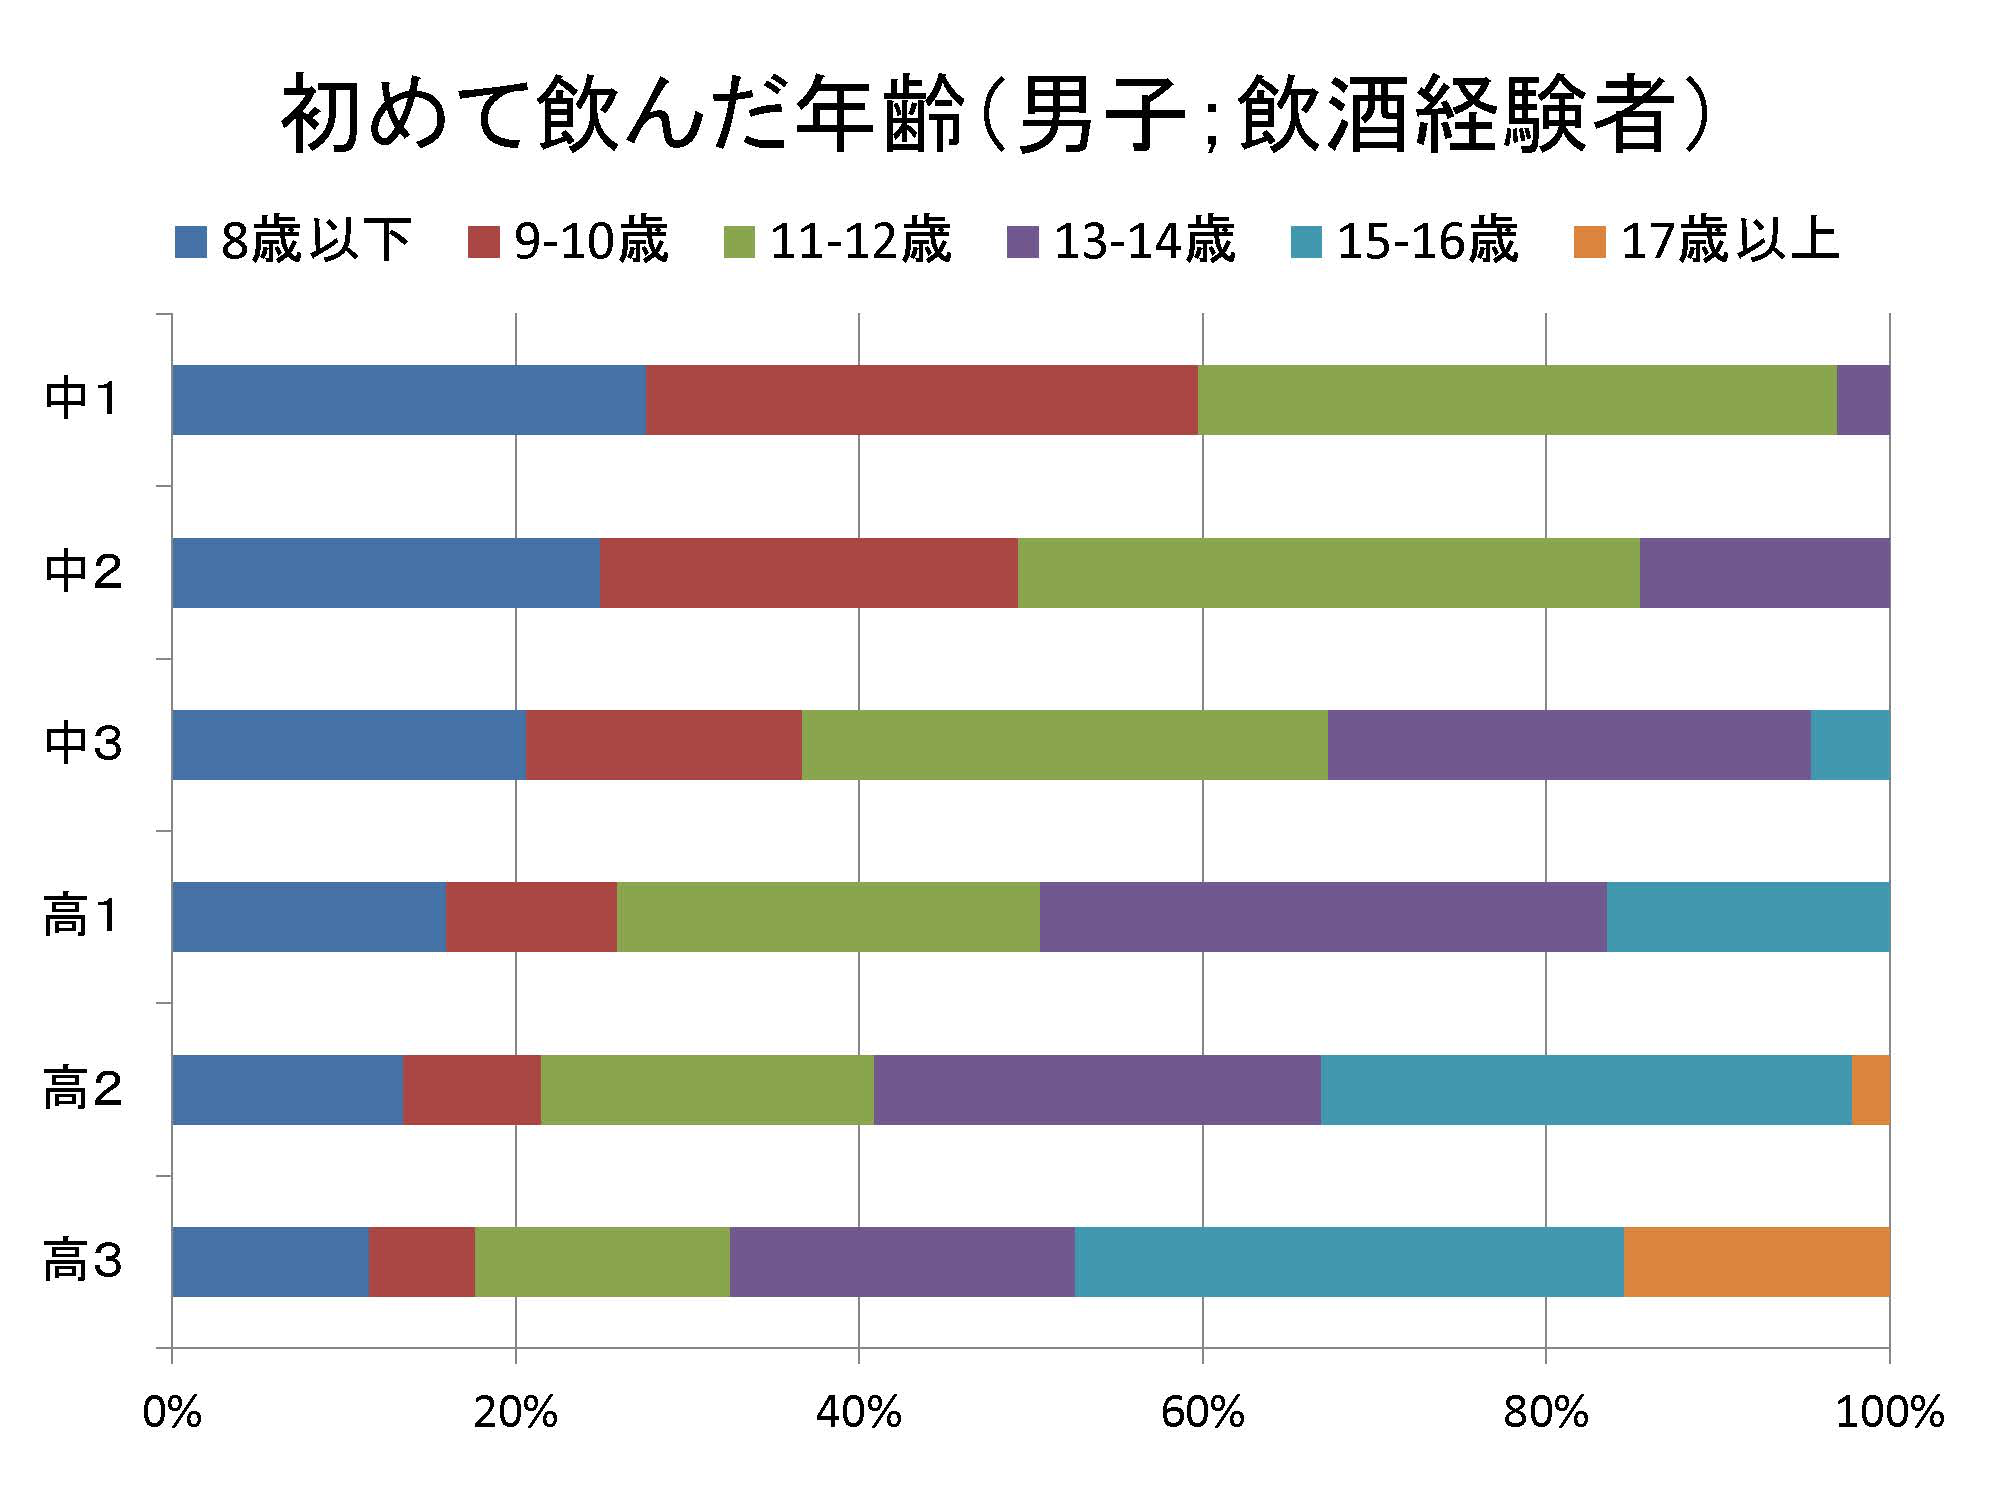 初めて飲んだ年齢（男子；飲酒経験者）
8歳以下 9-10歳 11-12歳 13-14歳 15-16歳 17歳以上
中１
中２
中３
高１
高２
高３
0% 20% 40% 60% 80% 100%